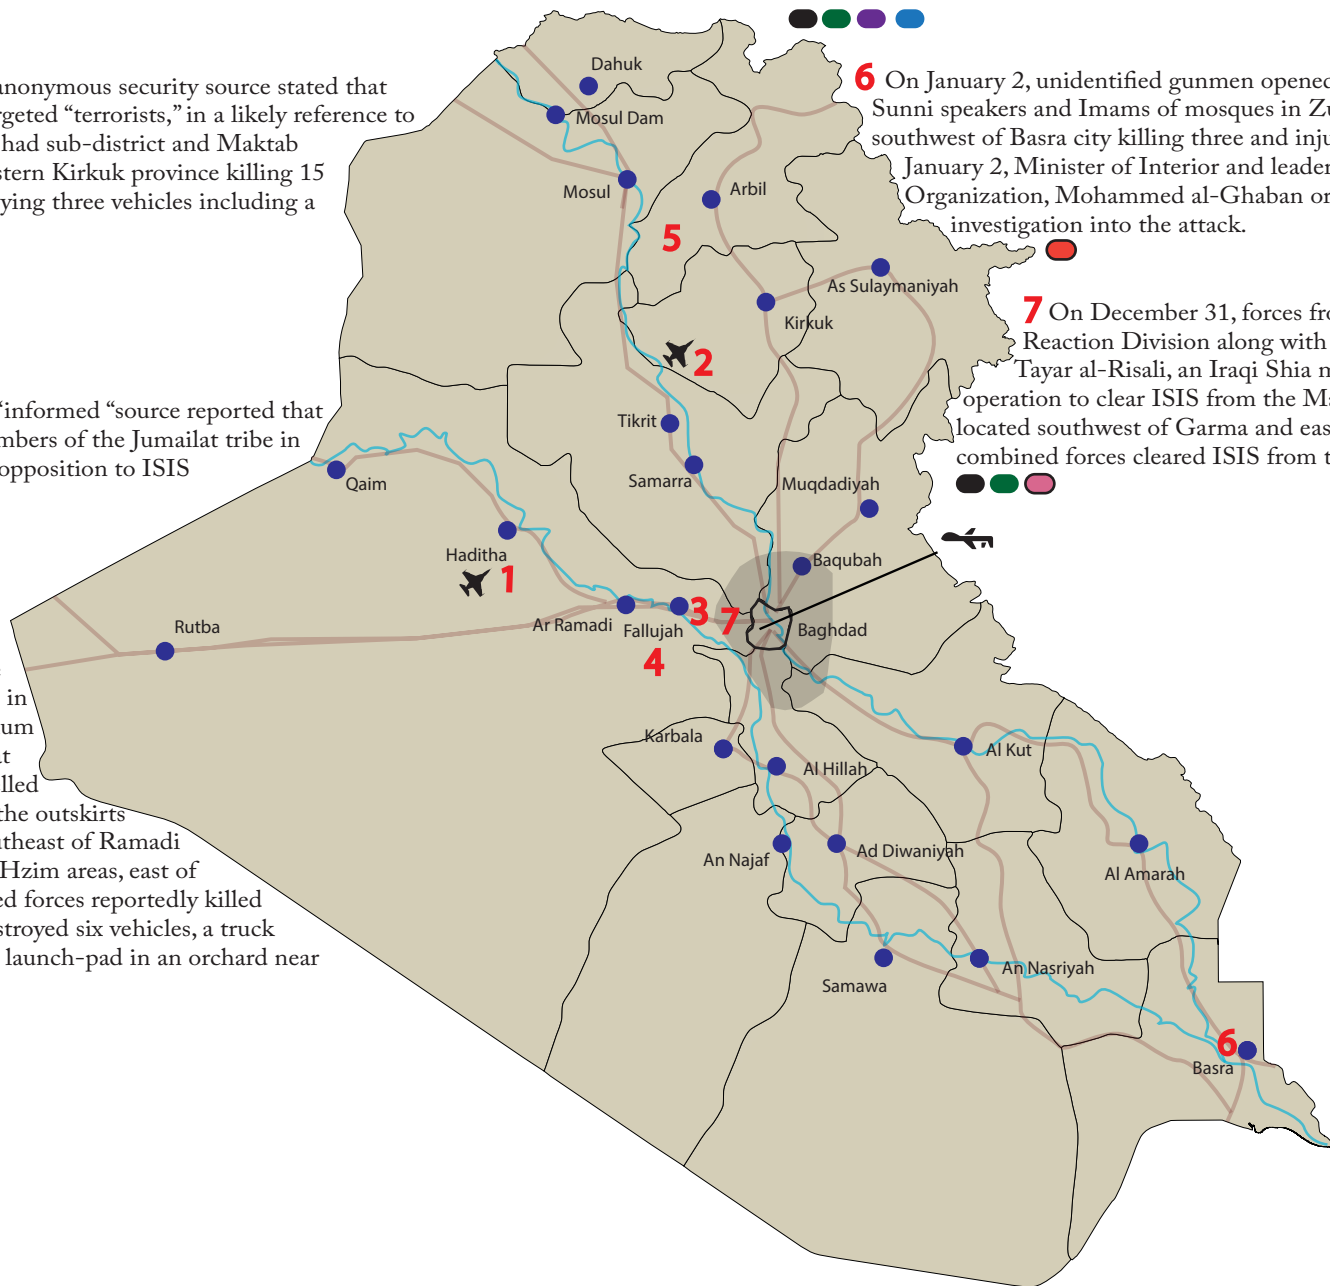 anonymous security source stated that
rgeted “terrorists,” in a likely reference to
had sub-district and Maktab
stern Kirkuk province killing 15
ying three vehicles including a
“informed “source reported that
mbers of the Jumailat tribe in
opposition to ISIS
in
um
at
lled
the outskirts
utheast of Ramadi
Hzim areas, east of
ed forces reportedly killed
stroyed six vehicles, a truck
launch-pad in an orchard near
6 On January 2, unidentified gunmen opened
Sunni speakers and Imams of mosques in Zu
southwest of Basra city killing three and inju
January 2, Minister of Interior and leader
Organization, Mohammed al-Ghaban or
investigation into the attack.
7 On December 31, forces fro
Reaction Division along with
Tayar al-Risali, an Iraqi Shia m
operation to clear ISIS from the Ma
located southwest of Garma and eas
combined forces cleared ISIS from t
Dahuk
Mosul Dam
Mosul
Arbil
5
As Sulaymaniyah
Kirkuk
2
Tikrit
Samarra
Muqdadiyah
Qaim
Haditha
1
Baqubah
Rutba
Ar Ramadi
Fallujah
3
7
Baghdad
4
Karbala
Al Hillah
Al Kut
An Najaf
Ad Diwaniyah
Al Amarah
Samawa
An Nasriyah
6
Basra